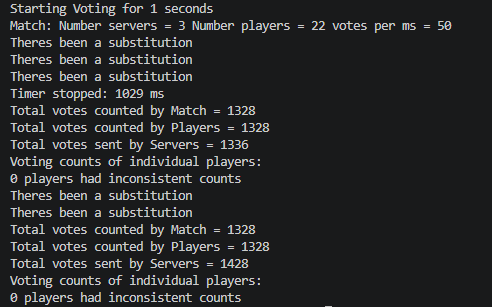 Starting Voting for 1 seconds
Match: Number servers = 3 Number players = 22 votes per ms = 50
Theres been a substitution
Theres been a substitution
Theres been a substitution
Timer stopped: 1029 ms
Total votes counted by Match = 1328
Total votes counted by Players = 1328
Total votes sent by Servers = 1336
Voting counts of individual players:
0 players had inconsistent counts
Theres been a substitution
Theres been a substitution
Total votes counted by Match = 1328
Total votes counted by Players = 1328
Total votes sent by Servers = 1428
Voting counts of individual players:
0 players had inconsistent counts